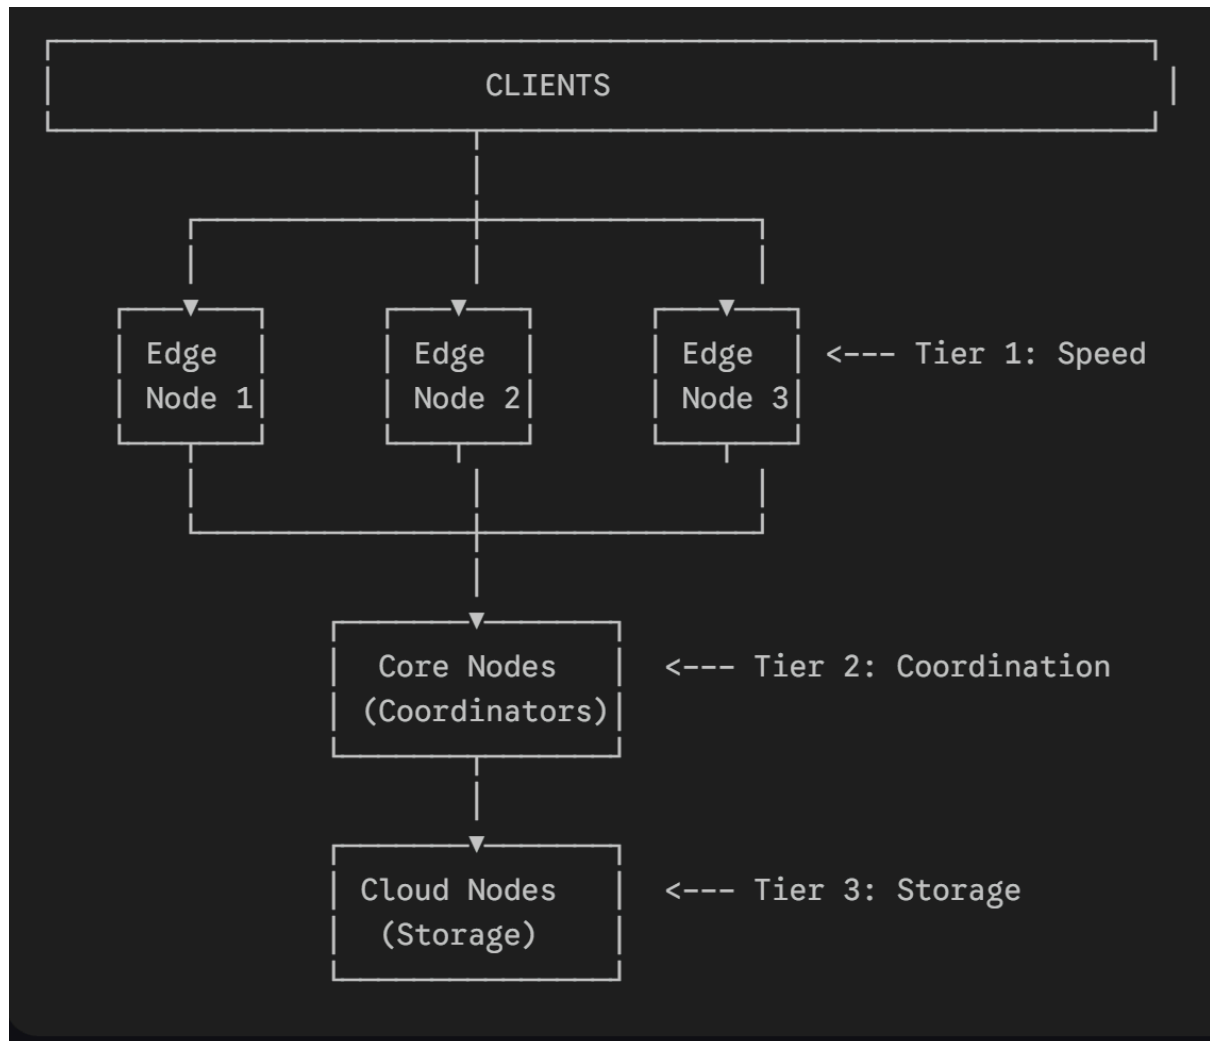 CLIENTS
Edge Edge Edge <--- Tier 1: Speed
Node 1 Node 2 Node 3
Core Nodes <--- Tier 2: Coordination
(Coordinators)
Cloud Nodes <--- Tier 3: Storage
(Storage)